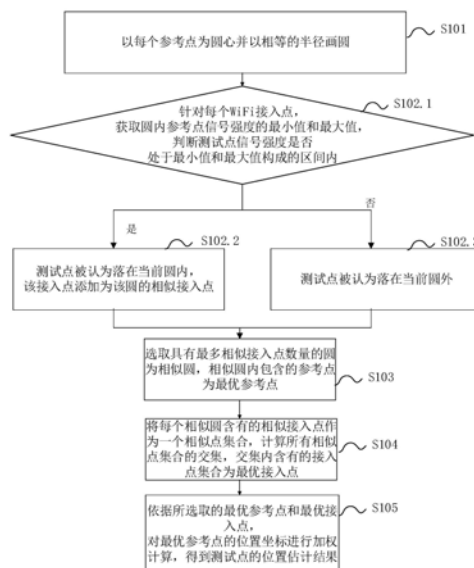 S101
以每个参考点为圆心并以相等的半径画圆
S102.1
针对每个WiFi接入点，
获取圆内参考点信号强度的最小值和最大值，
判断测试点信号强度是否
处于最小值和最大值构成的区间内
是
否
S102.2
测试点被认为落在当前圆内，
该接入点添加为该圆的相似接入点
S102.3
测试点被认为落在当前圆外
选取具有最多相似接入点数量的圆
为相似圆，相似圆内包含的参考点
为最优参考点
S103
将每个相似圆含有的相似接入点作
为一个相似点集合，计算所有相似
点集合的交集，交集内含有的接入
点集合为最优接入点
S104
依据所选取的最优参考点和最优接
入点，
对最优参考点的位置坐标进行加权
计算，得到测试点的位置估计结果
S105